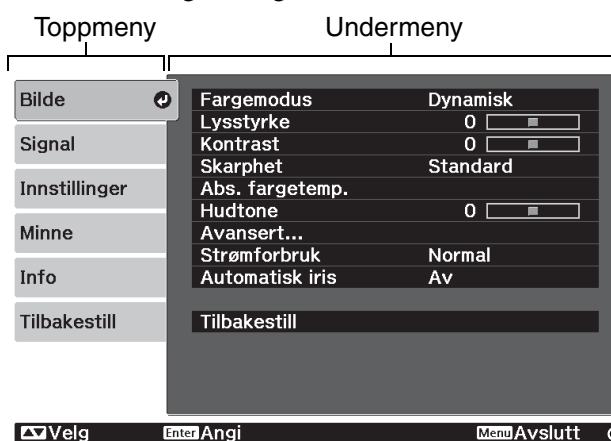 Toppmeny Undermeny
Bilde
Signal
Innstillinger
Minne
Info
Tilbakestill
Fargemodus Dynamisk
Lysstyrke 0
Kontrast 0
Skarphet Standard
Abs. fargetemp.
Hudtone 0
Avansert...
Strømforbruk Normal
Automatisk iris Av
Tilbakestill
Velg Enter Angi Menu Avslutt